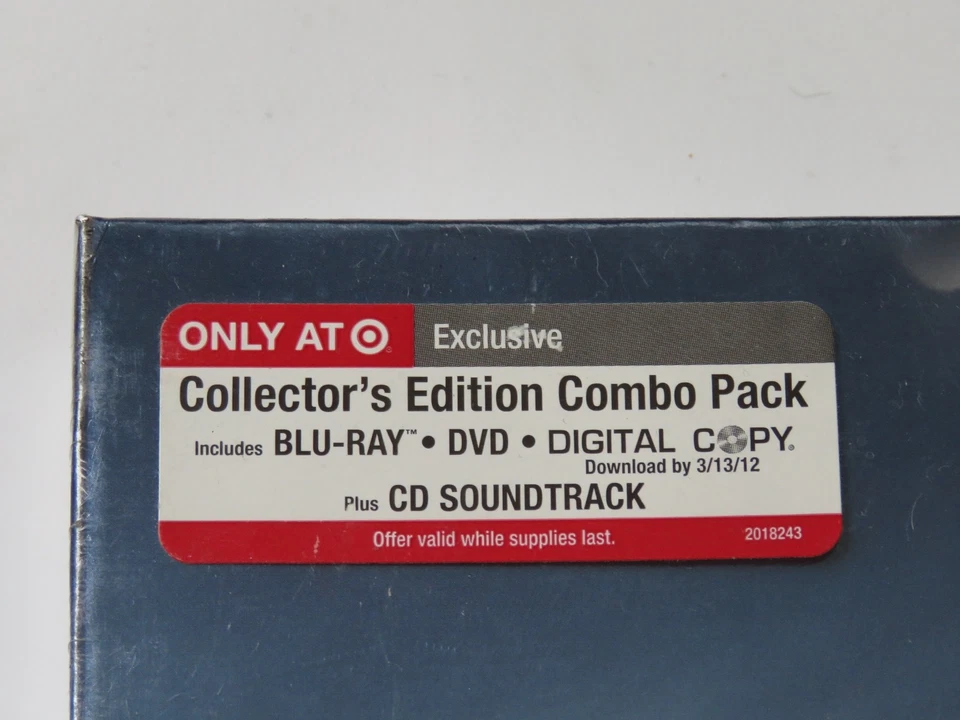 ONLY AT Exclusive
Collector's Edition Combo Pack
Includes BLU-RAY™ • DVD • DIGITAL COPY®
Download by 3/13/12
Plus CD SOUNDTRACK
Offer valid while supplies last. 2018243